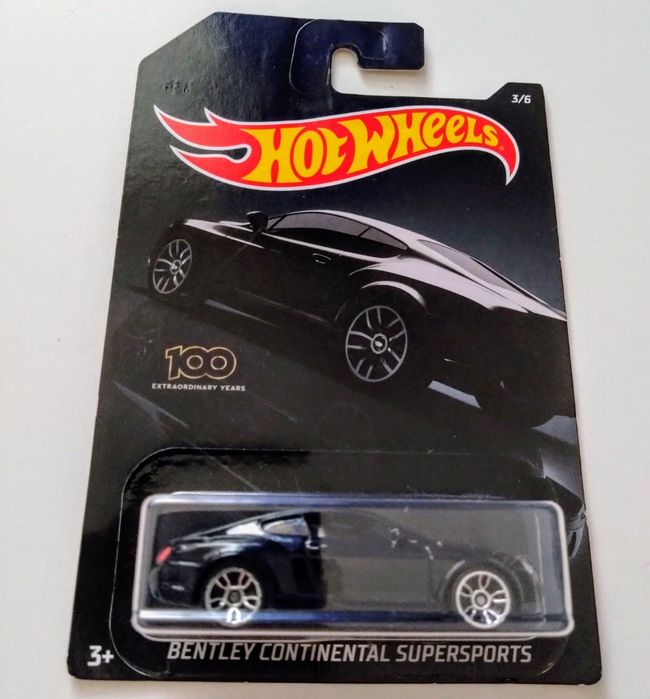 3/6
HOT WHEELS
100
EXTRAORDINARY YEARS
3+
BENTLEY CONTINENTAL SUPERSPORTS